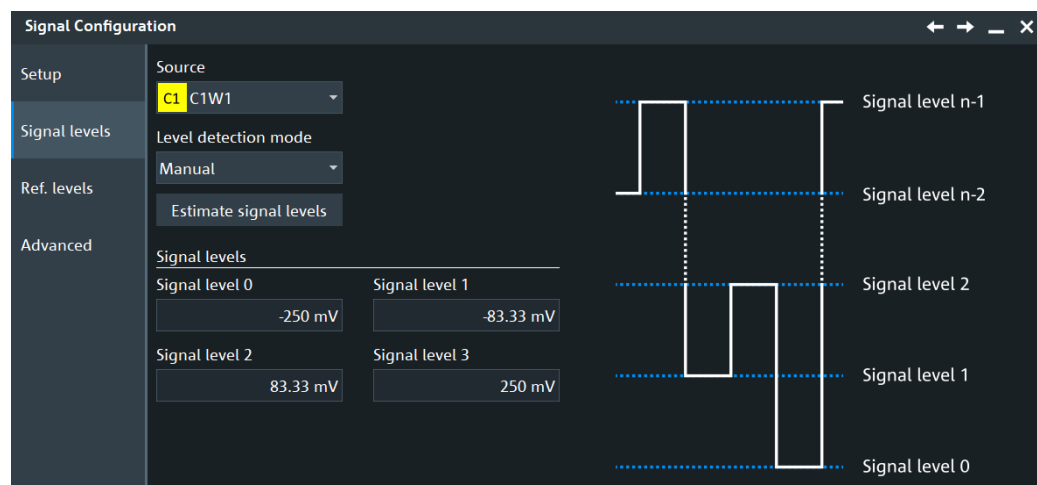 Signal Configuration
Setup
Signal levels
Ref. levels
Advanced
Source
C1 C1W1
Level detection mode
Manual
Estimate signal levels
Signal levels
Signal level 0 Signal level 1
-250 mV -83.33 mV
Signal level 2 Signal level 3
83.33 mV 250 mV
Signal level n-1
Signal level n-2
Signal level 2
Signal level 1
Signal level 0